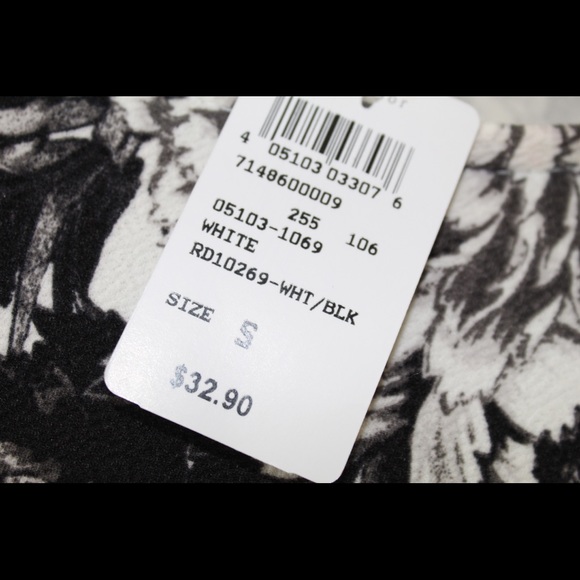 4 05103 03307 6
7148600009
255 106
05103-1069
WHITE
RD10269-WHT/BLK
SIZE S
$32.90